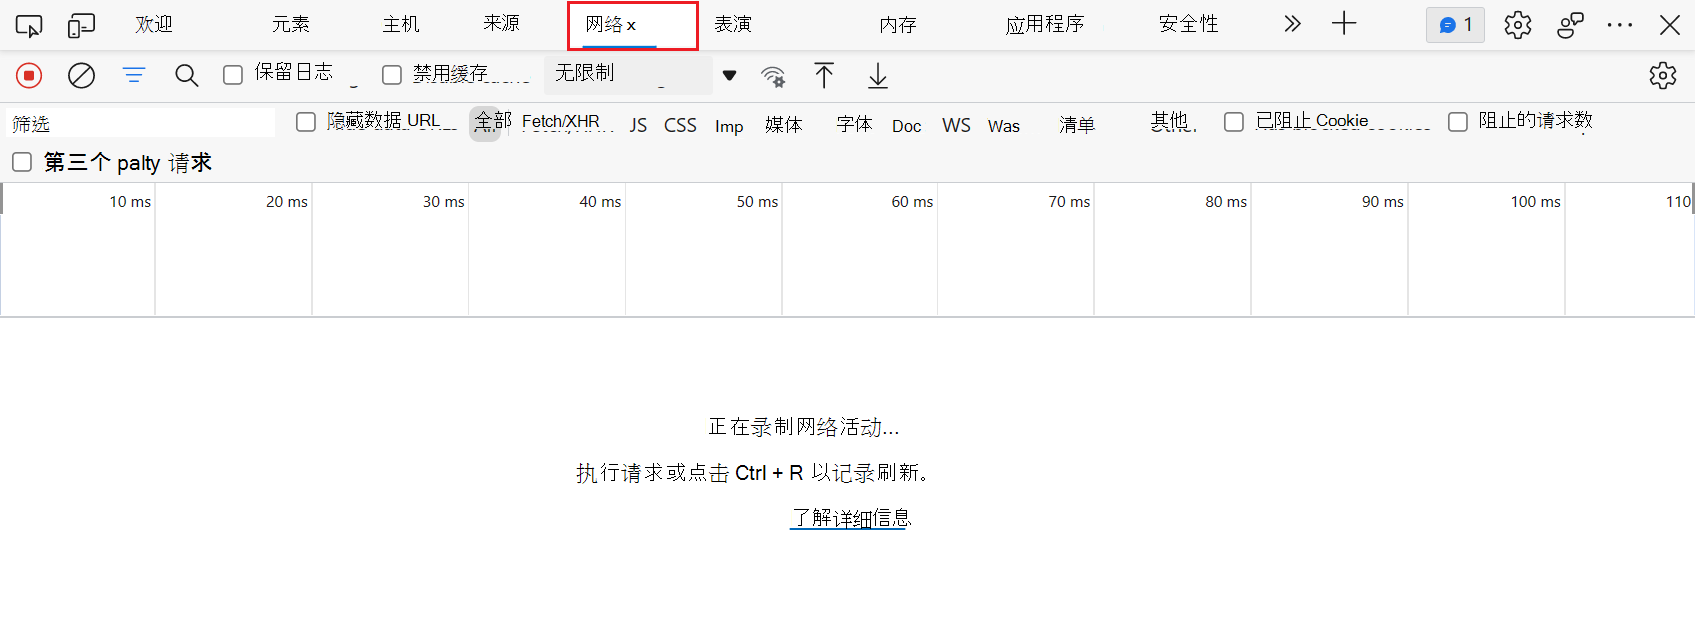 欢迎 元素 主机 来源 网络 x 表演 内存 应用程序 安全性 1
保留日志 禁用缓存 无限制
筛选 隐藏数据 URL 全部 Fetch/XHR JS CSS Imp 媒体 字体 Doc WS Was 清单 其他 已阻止 Cookie 阻止的请求数
第三个 palty 请求
10 ms 20 ms 30 ms 40 ms 50 ms 60 ms 70 ms 80 ms 90 ms 100 ms 110
正在录制网络活动...
执行请求或点击 Ctrl + R 以记录刷新。
了解详细信息